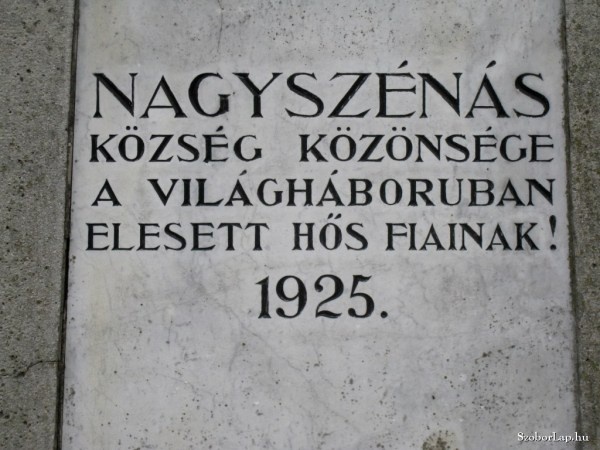 NAGYSZÉNÁS
KÖZSÉG KÖZÖNSÉGE
A VILÁGHÁBORUBAN
ELESETT HŐS FIAINAK!
1925.
SzoborLap.hu